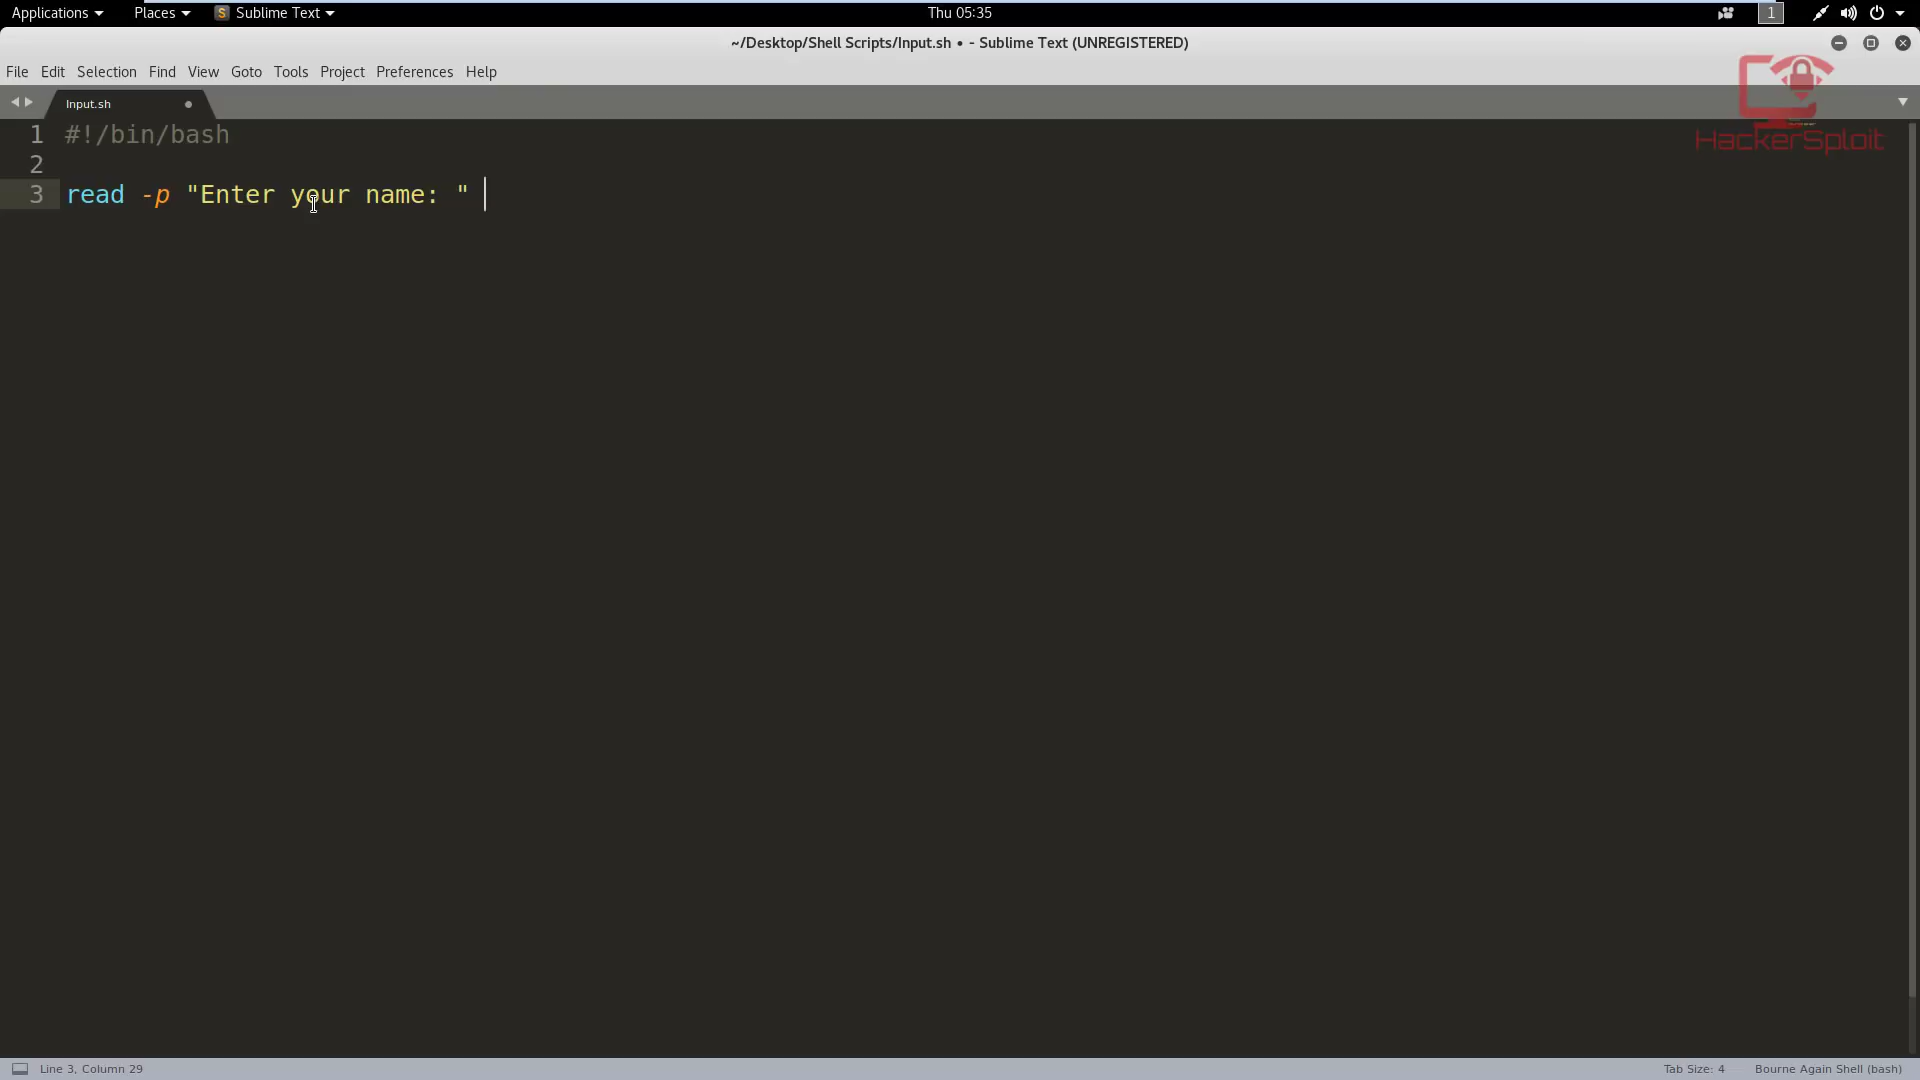 Applications Places Sublime Text Thu 05:35 1
~/Desktop/Shell Scripts/Input.sh • - Sublime Text (UNREGISTERED)
File Edit Selection Find View Goto Tools Project Preferences Help
Input.sh
HackerSploit
1 #!/bin/bash
2
3 read -p "Enter your name: "
Line 3, Column 29 Tab Size: 4 Bourne Again Shell (bash)